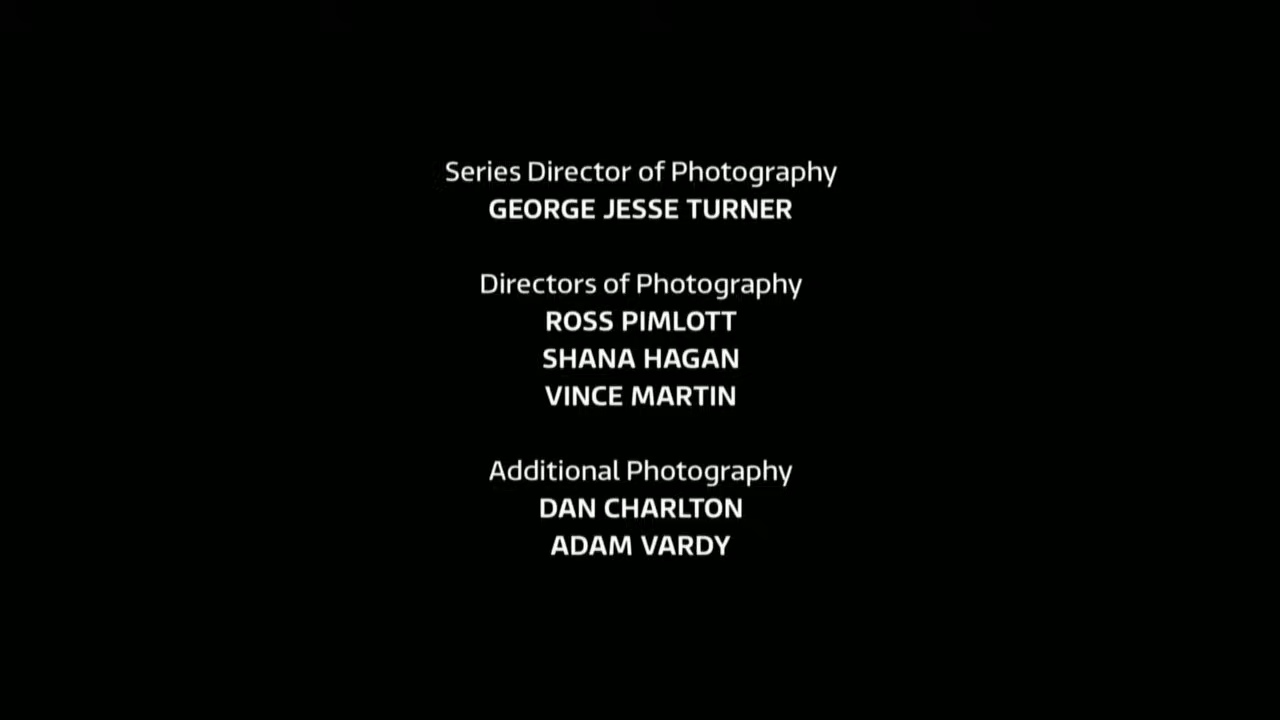 Series Director of Photography
GEORGE JESSE TURNER
Directors of Photography
ROSS PIMLOTT
SHANA HAGAN
VINCE MARTIN
Additional Photography
DAN CHARLTON
ADAM VARDY